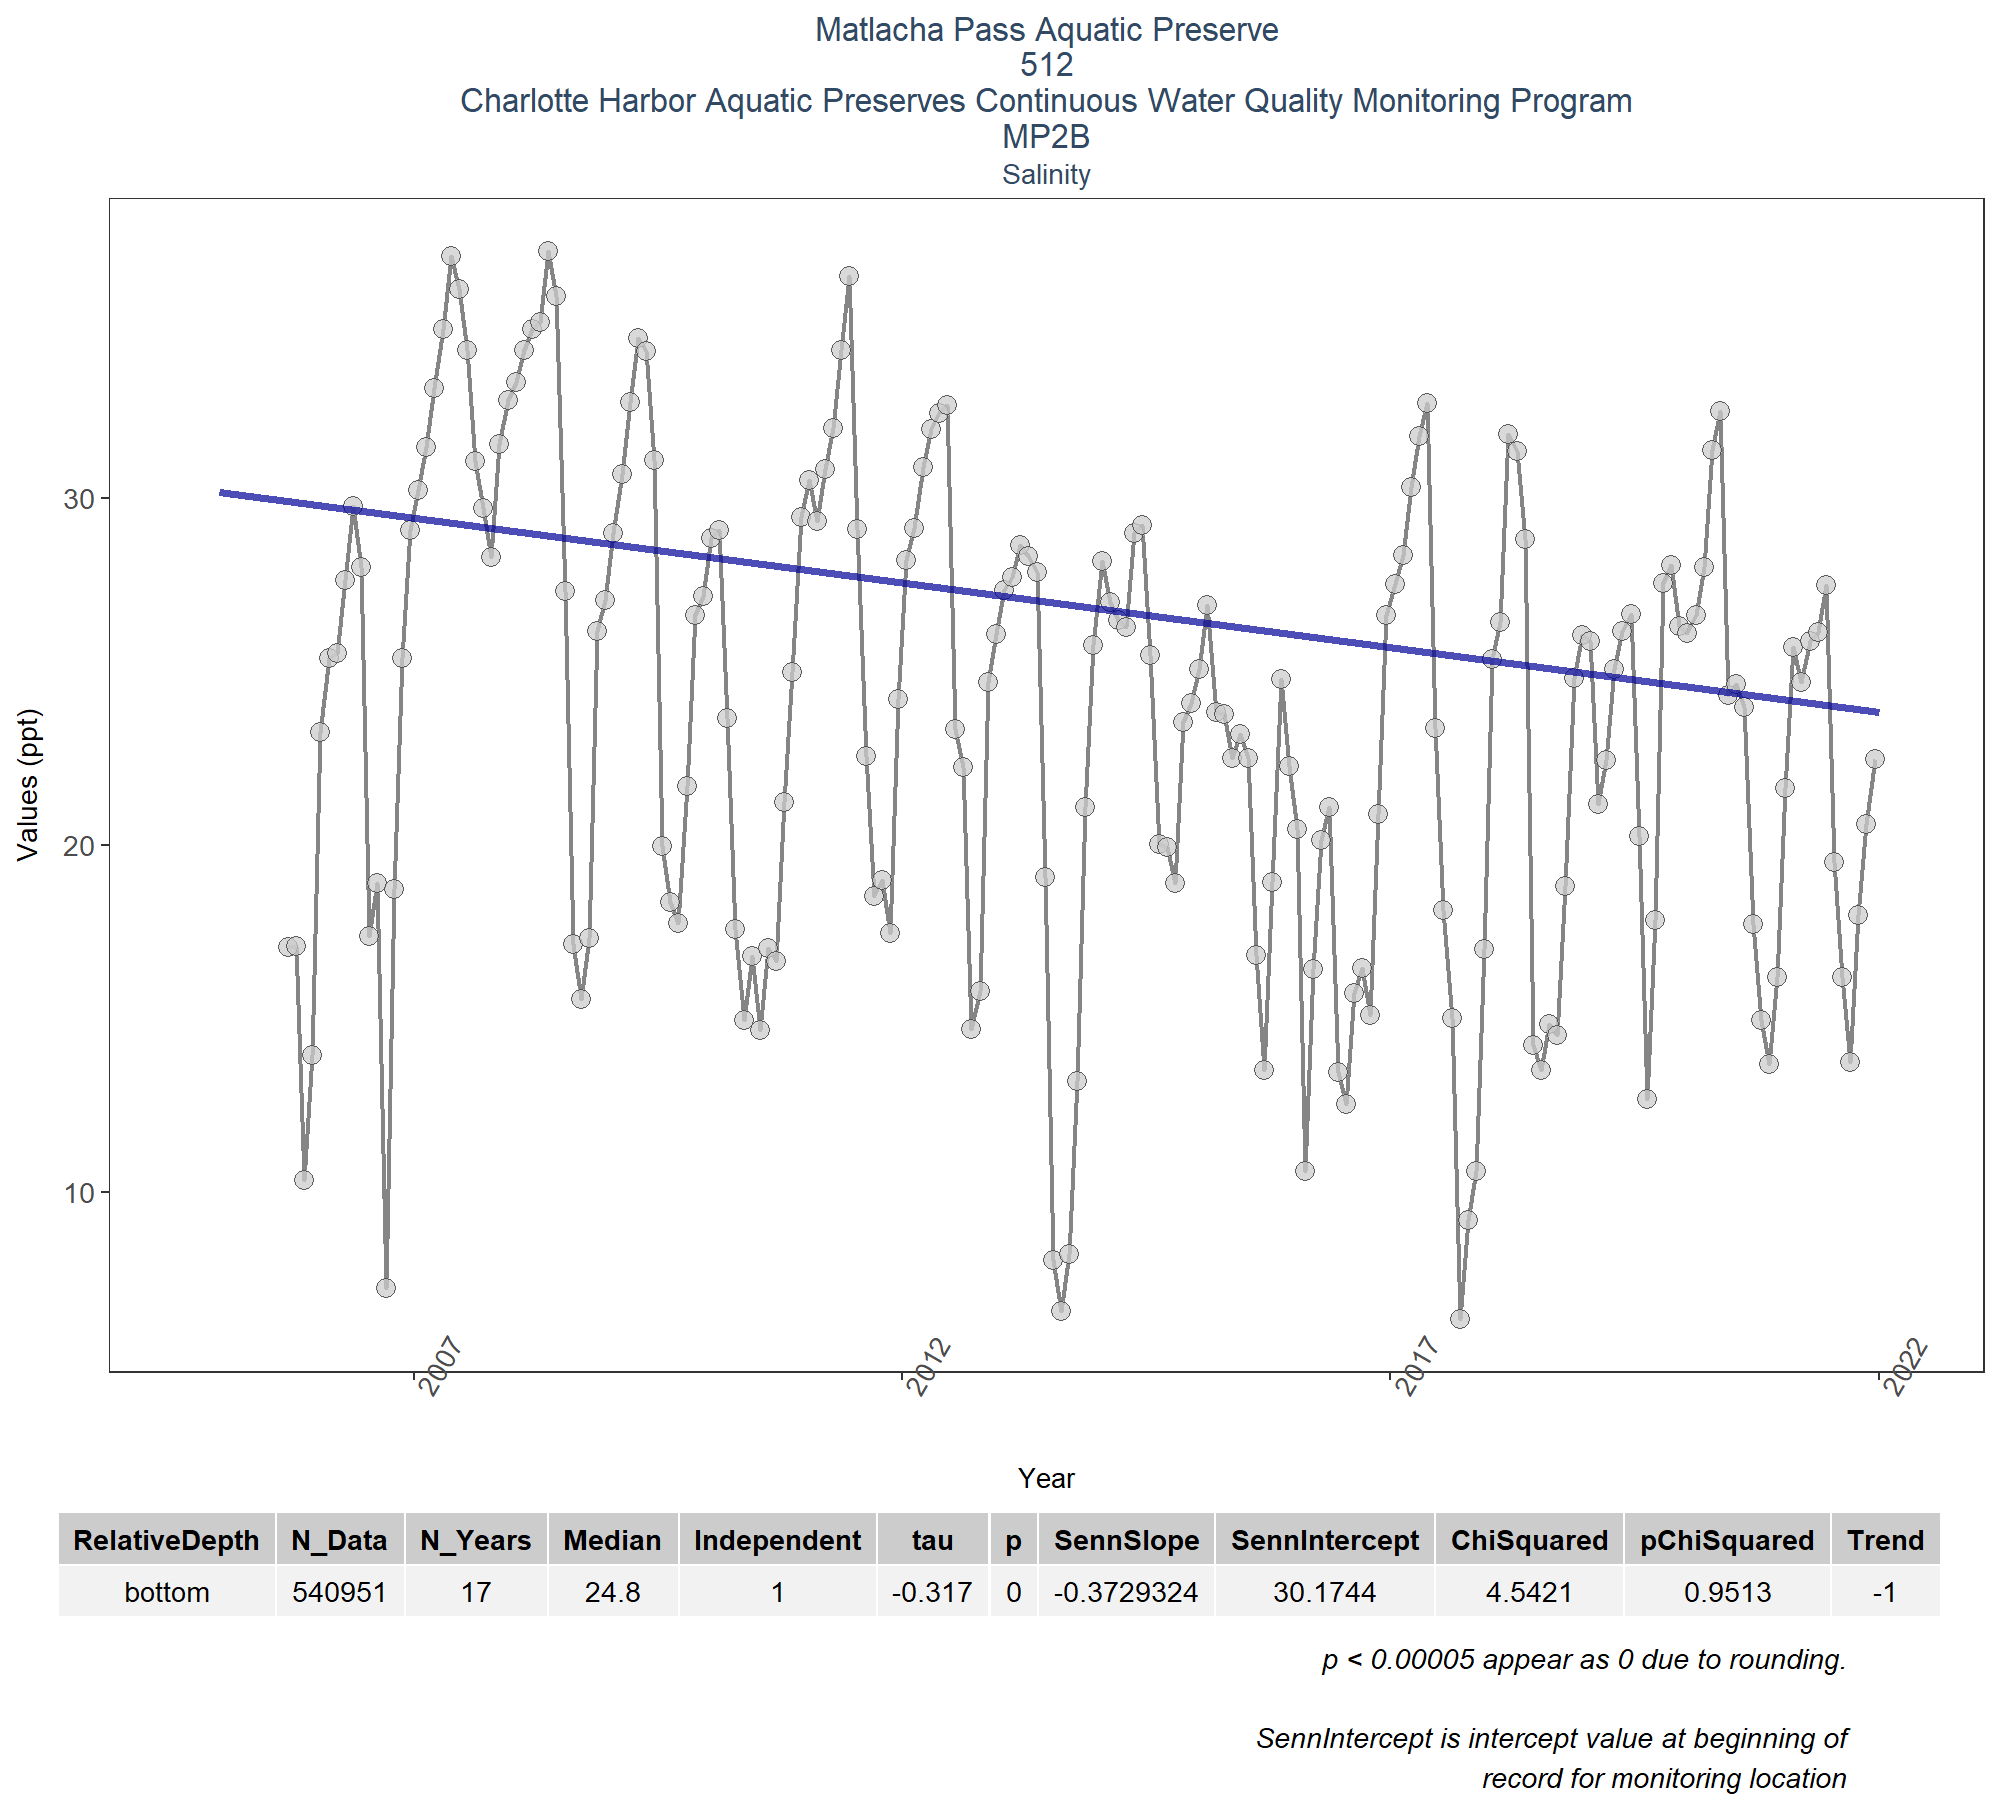 Matlacha Pass Aquatic Preserve
512
Charlotte Harbor Aquatic Preserves Continuous Water Quality Monitoring Program
MP2B
Salinity
Values (ppt)
30
20
10
2007 2012 2017 2022
Year
RelativeDepth N_Data N_Years Median Independent tau p SennSlope SennIntercept ChiSquared pChiSquared Trend
bottom 540951 17 24.8 1 -0.317 0 -0.3729324 30.1744 4.5421 0.9513 -1
p < 0.00005 appear as 0 due to rounding.
SennIntercept is intercept value at beginning of
record for monitoring location